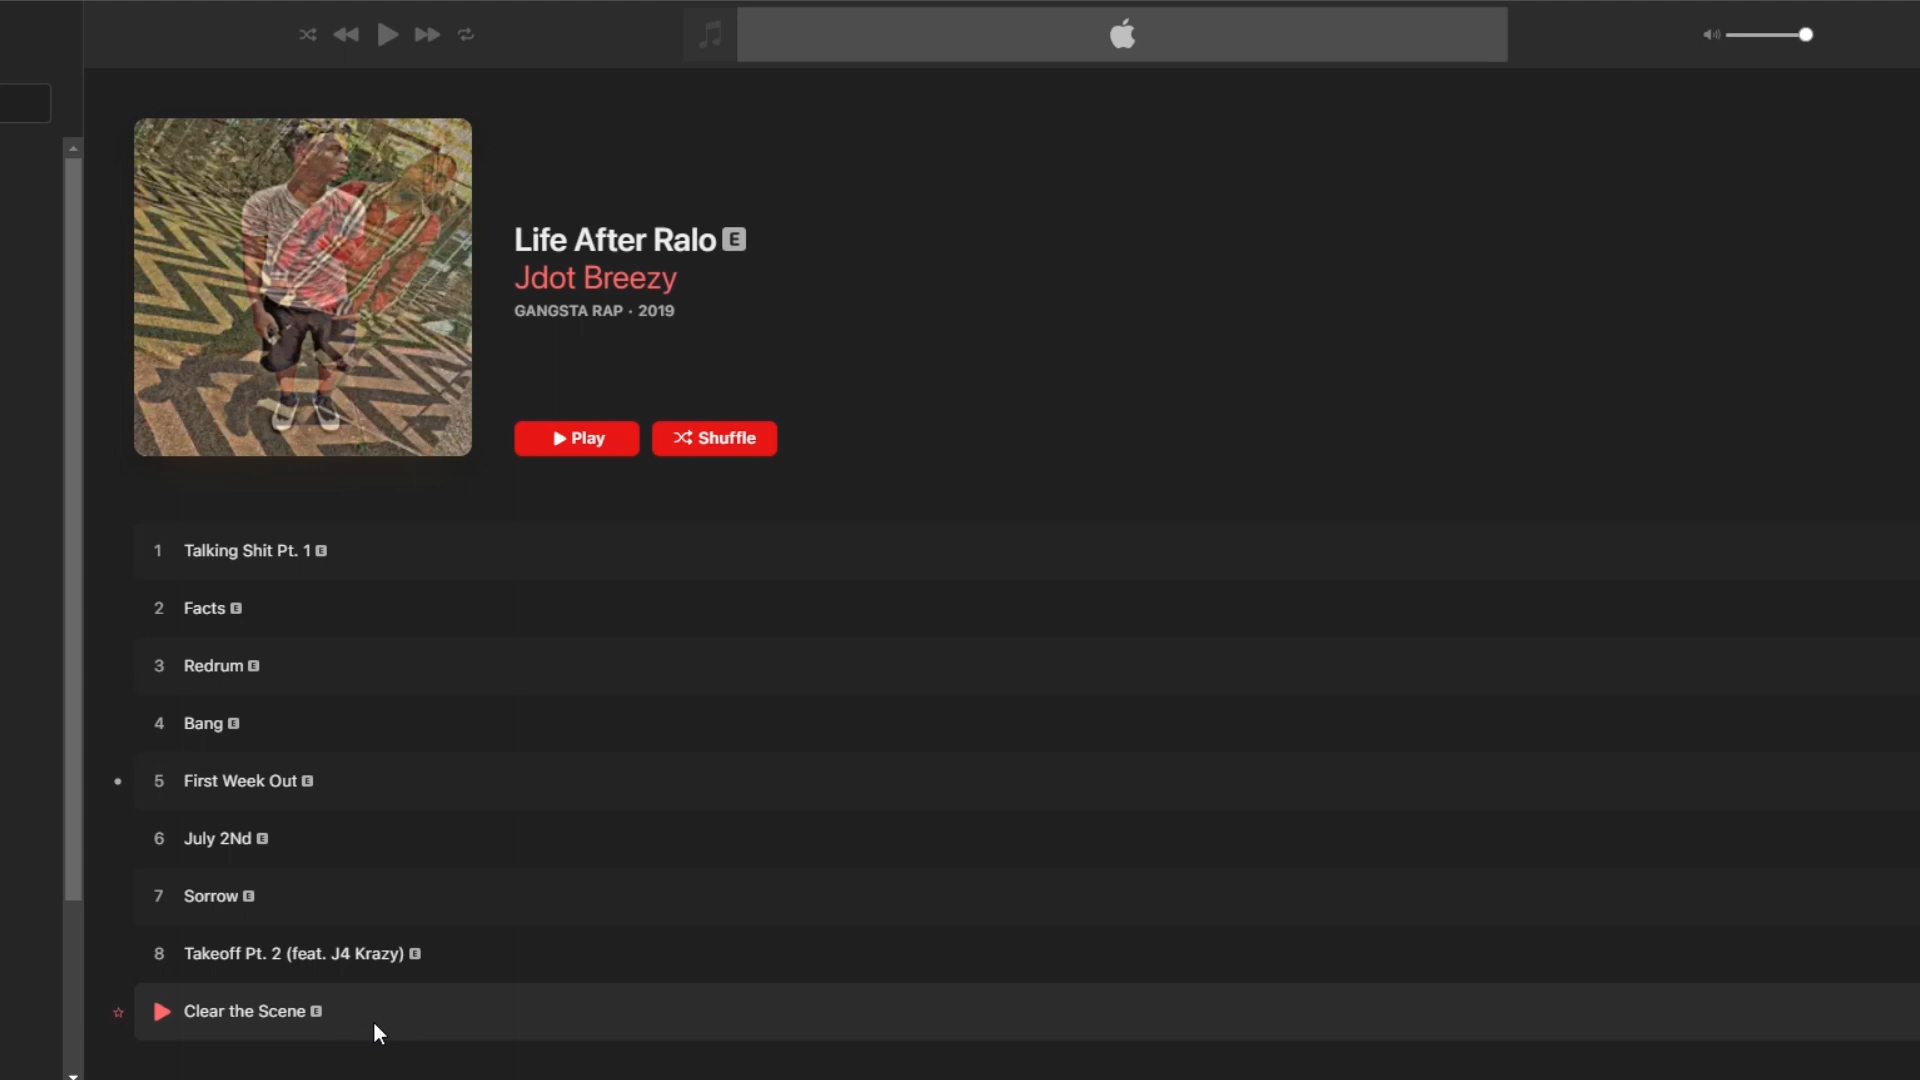 Life After Ralo E
Jdot Breezy
GANGSTA RAP · 2019
Play
Shuffle
1 Talking Shit Pt. 1 E
2 Facts E
3 Redrum E
4 Bang E
5 First Week Out E
6 July 2Nd E
7 Sorrow E
8 Takeoff Pt. 2 (feat. J4 Krazy) E
Clear the Scene E